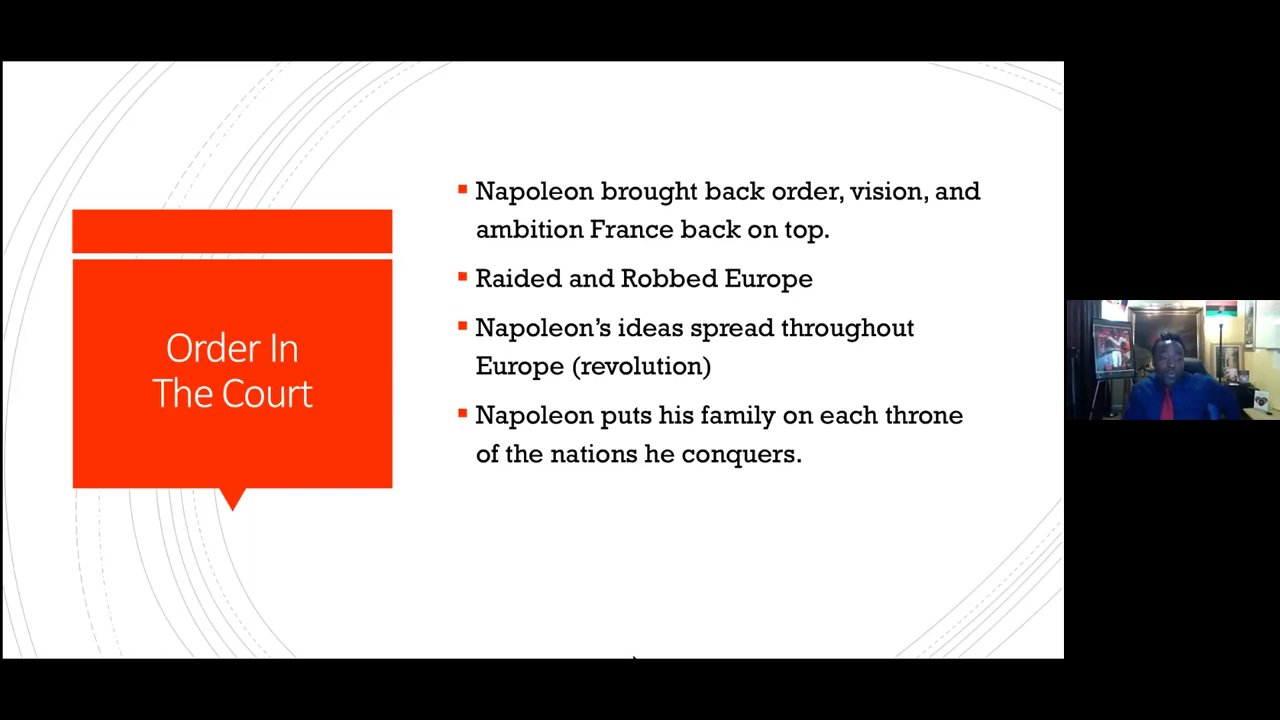 Order In
The Court
Napoleon brought back order, vision, and
ambition France back on top.
Raided and Robbed Europe
Napoleon’s ideas spread throughout
Europe (revolution)
Napoleon puts his family on each throne
of the nations he conquers.